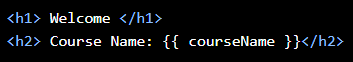 <h1> Welcome </h1>
<h2> Course Name: {{ courseName }}</h2>